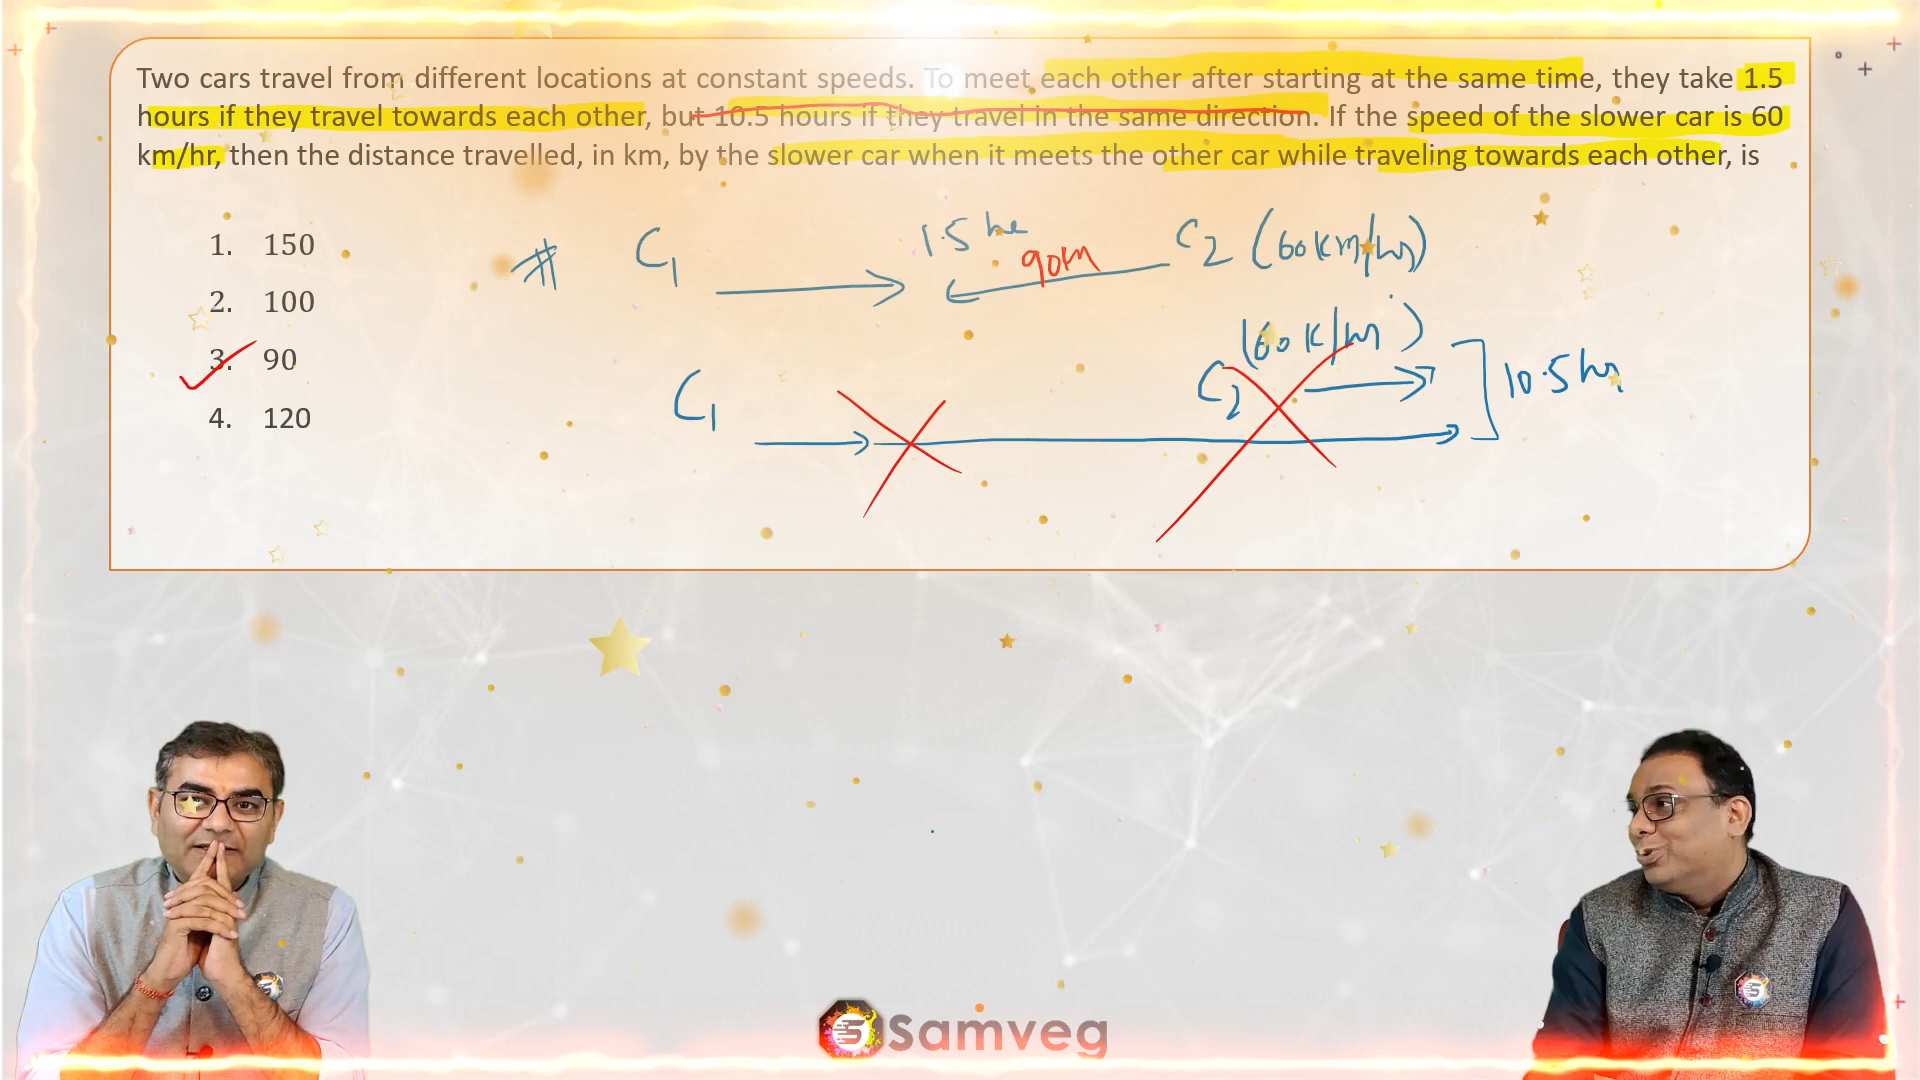 Two cars travel from different locations at constant speeds. To meet each other after starting at the same time, they take 1.5
hours if they travel towards each other, but 10.5 hours if they travel in the same direction. If the speed of the slower car is 60
km/hr, then the distance travelled, in km, by the slower car when it meets the other car while traveling towards each other, is
1. 150
2. 100
3. 90
4. 120
# C1 1.5 hr 90km C2 (60km/hr)
(60k/hr)
C1 C2 10.5 hr
Samveg